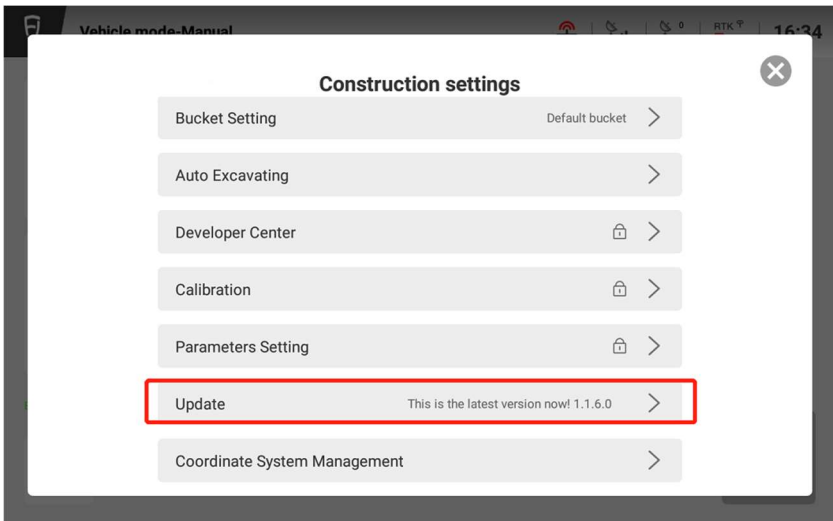 Vehicle mode-Manual
0
RTK
16:34
Construction settings
Bucket Setting
Default bucket
Auto Excavating
Developer Center
Calibration
Parameters Setting
Update
This is the latest version now! 1.1.6.0
Coordinate System Management